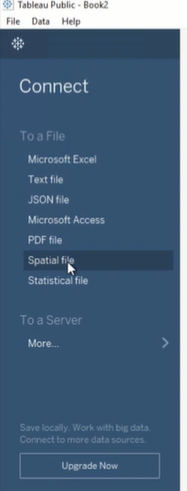 Tableau Public - Book2
File Data Help
Connect
To a File
Microsoft Excel
Text file
JSON file
Microsoft Access
PDF file
Spatial file
Statistical file
To a Server
More...
Save locally. Work with big data.
Connect to more data sources.
Upgrade Now